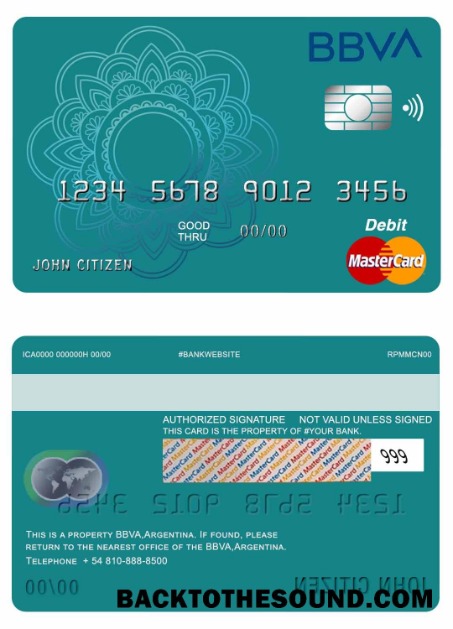 BBVA
1234 5678 9012 3456
GOOD
THRU 00/00
Debit
JOHN CITIZEN
MasterCard
ICA0000 000000H 00/00 #BANKWEBSITE RPMMCN00
AUTHORIZED SIGNATURE NOT VALID UNLESS SIGNED
THIS CARD IS THE PROPERTY OF #YOUR BANK.
MasterCard MasterCard MasterCard
999
1234 5678 9012 3456
THIS IS A PROPERTY BBVA,ARGENTINA. IF FOUND, PLEASE
RETURN TO THE NEAREST OFFICE OF THE BBVA,ARGENTINA.
TELEPHONE + 54 810-888-8500
00/00
JOHN CITIZEN
BACKTOTHESOUND.COM